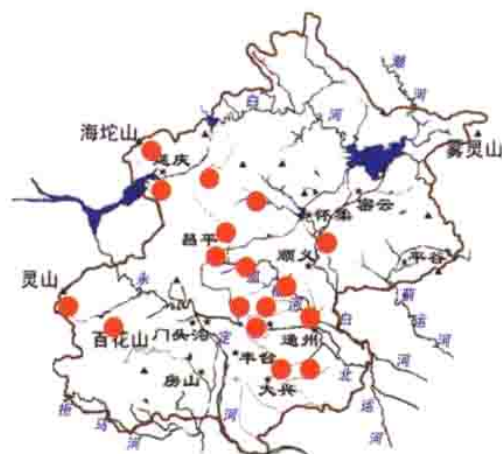 潮
河
白
河
海坨山
雾灵山
延庆
怀柔
密云
昌平
顺义
平谷
温
榆
河
蓟
运
河
灵山
永
定
河
百花山
门头沟
通州
白
河
丰台
房山
大兴
北
运
河
拒
马
河